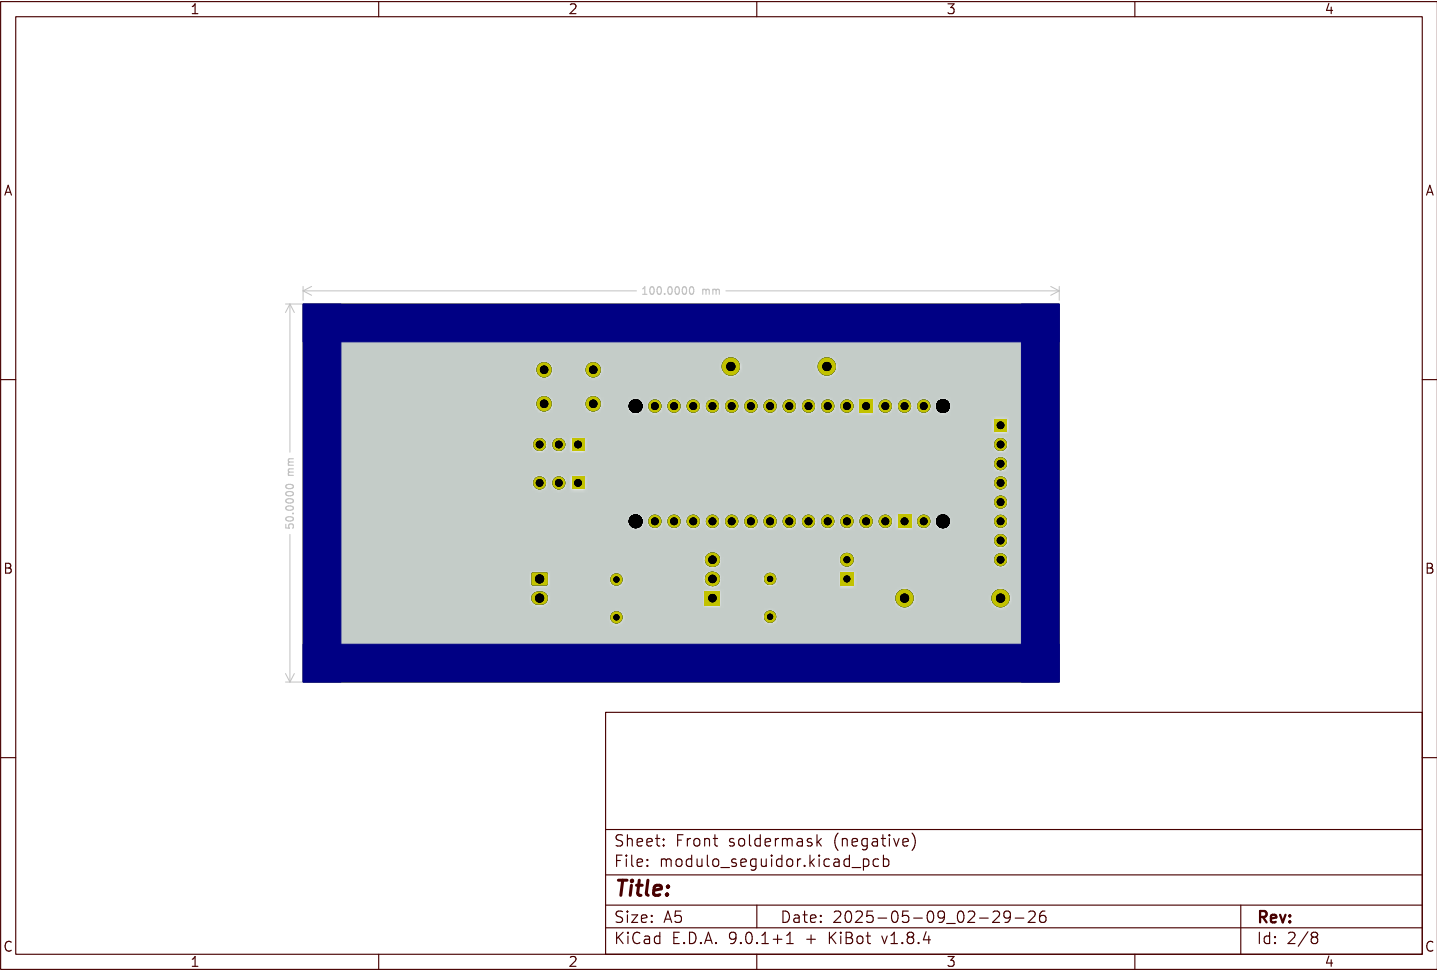 1 2 3 4
A A
100.0000 mm
50.0000 mm
B B
Sheet: Front soldermask (negative)
File: modulo_seguidor.kicad_pcb
Title:
Size: A5 Date: 2025-05-09_02-29-26 Rev:
KiCad E.D.A. 9.0.1+1 + KiBot v1.8.4 Id: 2/8
C C
1 2 3 4